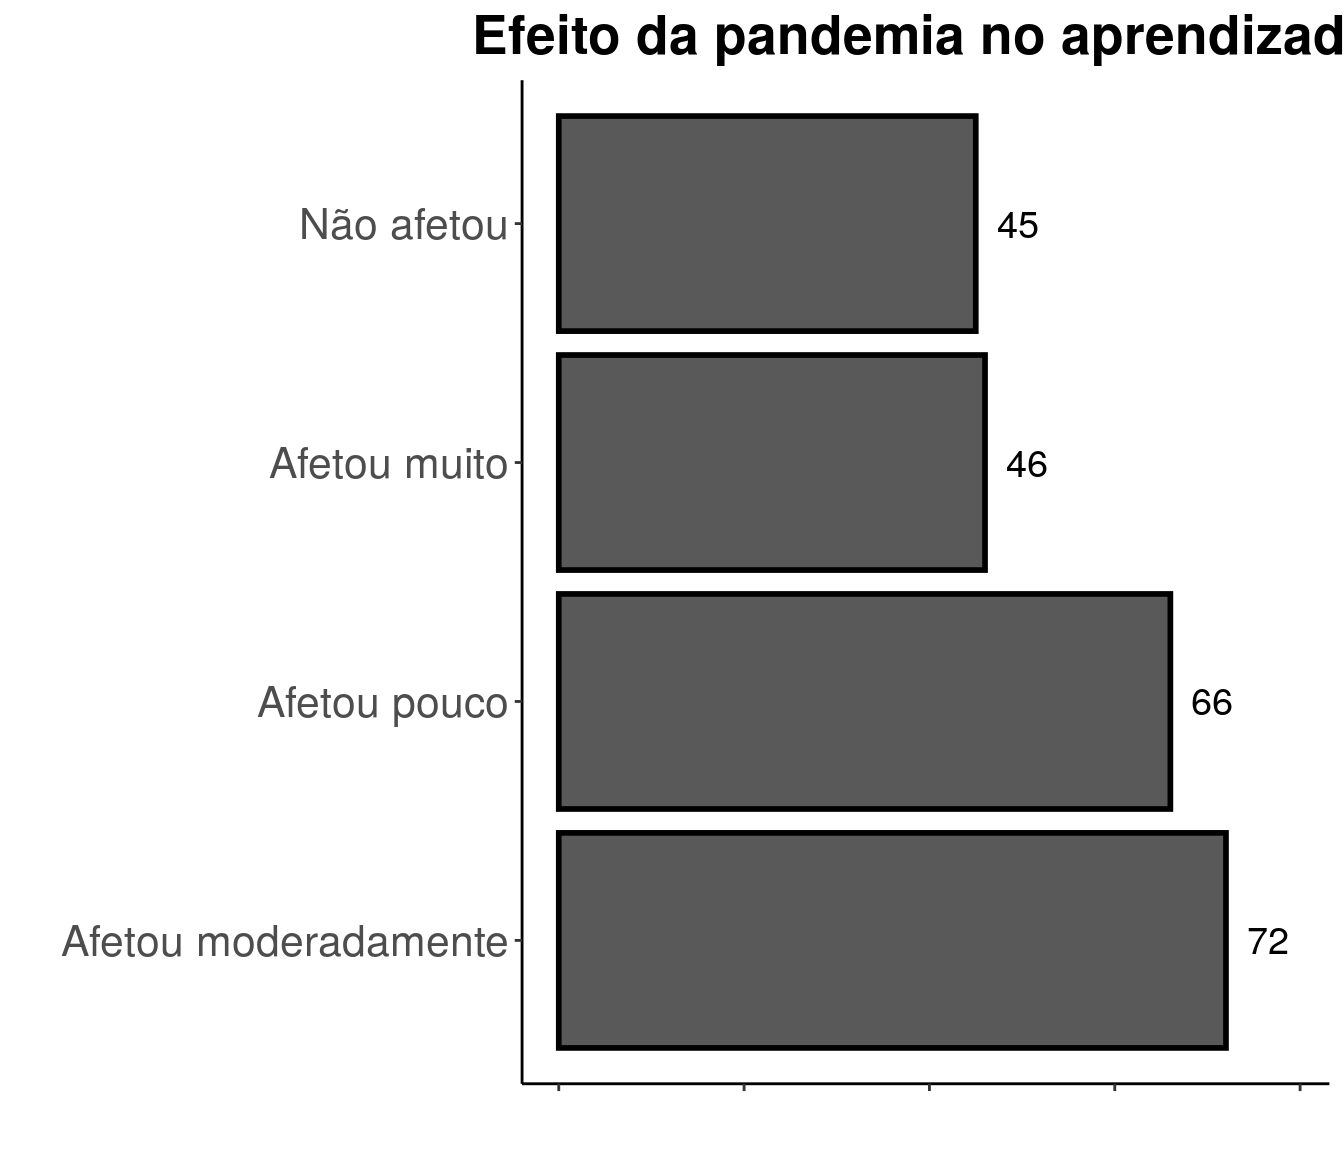 Efeito da pandemia no aprendizad
Não afetou
45
Afetou muito
46
Afetou pouco
66
Afetou moderadamente
72